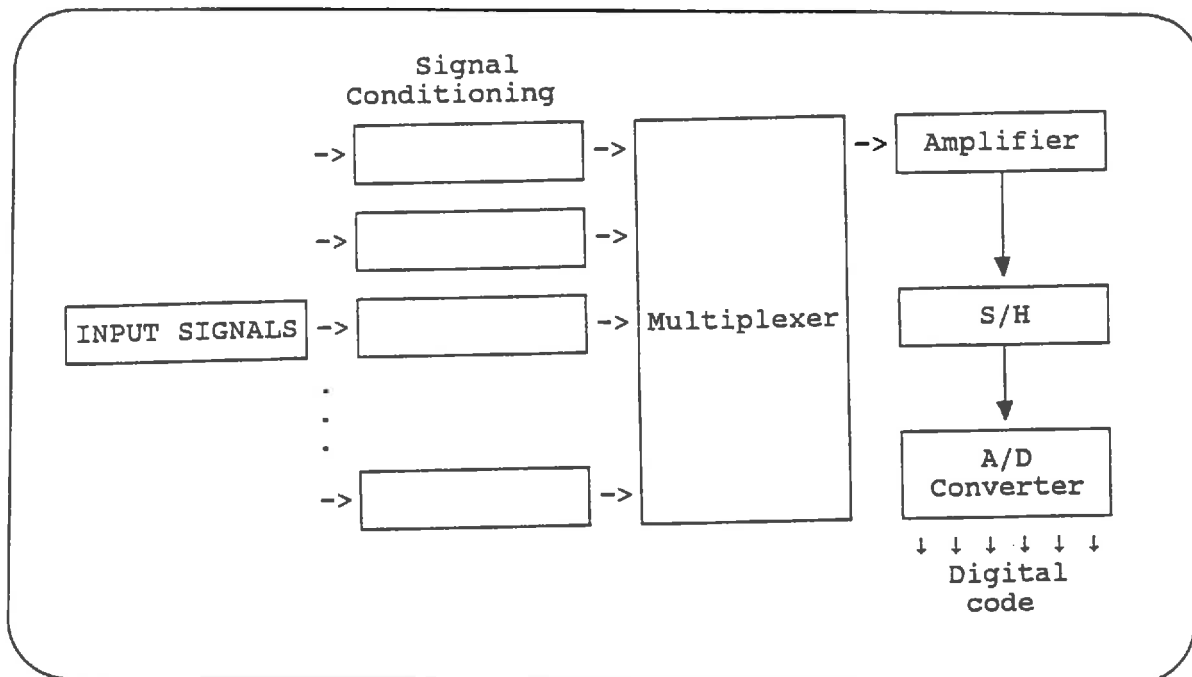 Signal
Conditioning
-> ->
-> Amplifier
-> ->
INPUT SIGNALS -> -> Multiplexer S/H
.
.
.
A/D
Converter
-> ->
↓ ↓ ↓ ↓ ↓ ↓
Digital
code